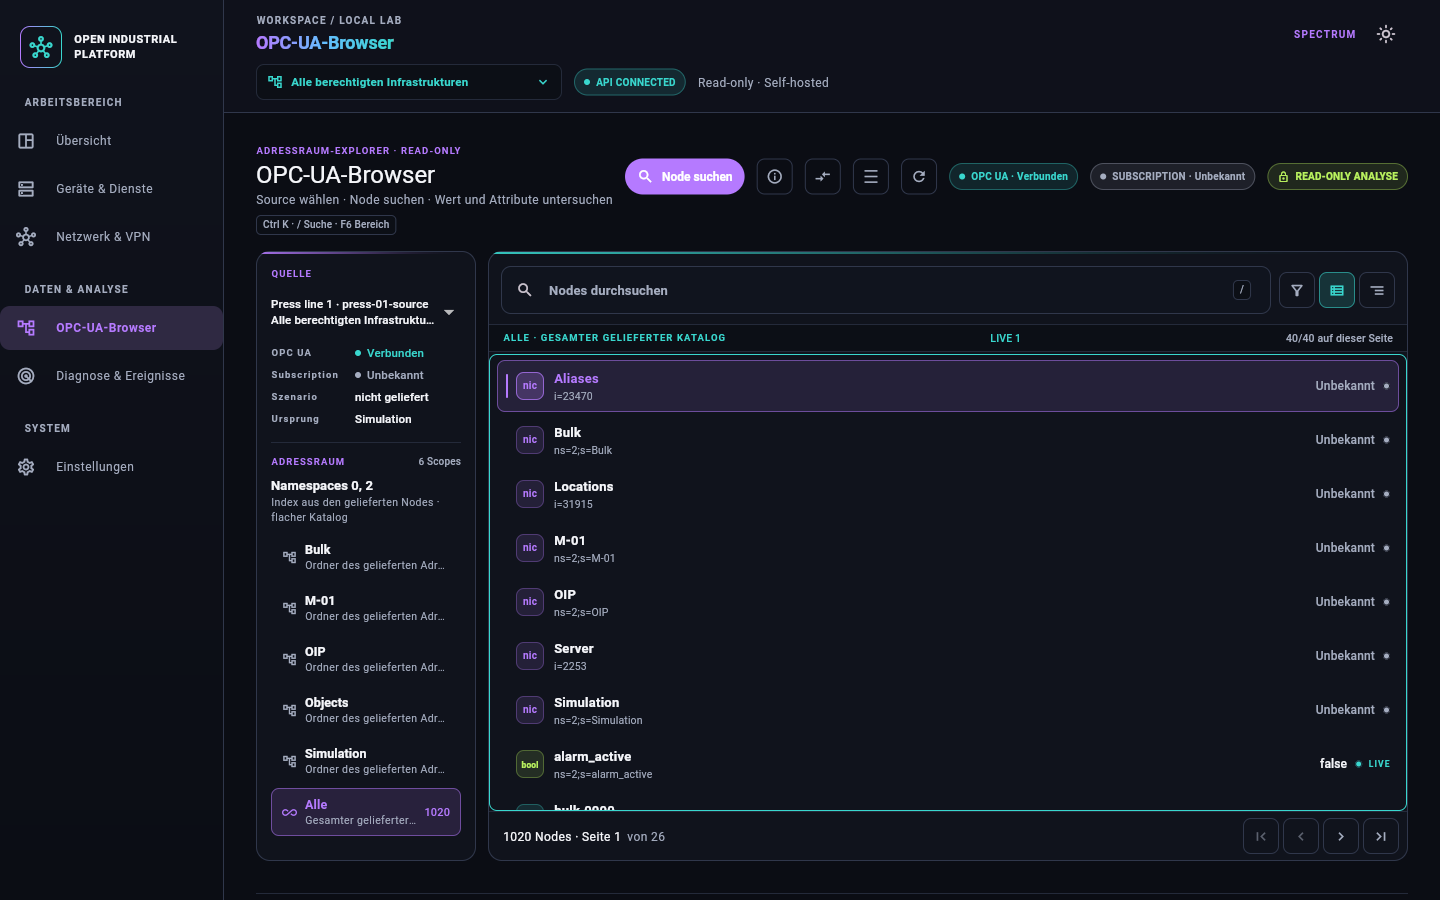 OPEN INDUSTRIAL
PLATFORM
ARBEITSBEREICH
Übersicht
Geräte & Dienste
Netzwerk & VPN
DATEN & ANALYSE
OPC-UA-Browser
Diagnose & Ereignisse
SYSTEM
Einstellungen
WORKSPACE / LOCAL LAB
OPC-UA-Browser
SPECTRUM
Alle berechtigten Infrastrukturen
API CONNECTED
Read-only · Self-hosted
ADRESSRAUM-EXPLORER · READ-ONLY
OPC-UA-Browser
Source wählen · Node suchen · Wert und Attribute untersuchen
Ctrl K · / Suche · F6 Bereich
Node suchen
OPC UA · Verbunden
SUBSCRIPTION · Unbekannt
READ-ONLY ANALYSE
QUELLE
Press line 1 · press-01-source
Alle berechtigten Infrastruktu...
OPC UA Verbunden
Subscription Unbekannt
Szenario nicht geliefert
Ursprung Simulation
ADRESSRAUM 6 Scopes
Namespaces 0, 2
Index aus den gelieferten Nodes ·
flacher Katalog
Bulk
Ordner des gelieferten Adr...
M-01
Ordner des gelieferten Adr...
OIP
Ordner des gelieferten Adr...
Objects
Ordner des gelieferten Adr...
Simulation
Ordner des gelieferten Adr...
Alle 1020
Gesamter gelieferter...
Nodes durchsuchen /
ALLE · GESAMTER GELIEFERTER KATALOG LIVE 1 40/40 auf dieser Seite
nic Aliases Unbekannt
i=23470
nic Bulk Unbekannt
ns=2;s=Bulk
nic Locations Unbekannt
i=31915
nic M-01 Unbekannt
ns=2;s=M-01
nic OIP Unbekannt
ns=2;s=OIP
nic Server Unbekannt
i=2253
nic Simulation Unbekannt
ns=2;s=Simulation
bool alarm_active false LIVE
ns=2;s=alarm_active
1020 Nodes · Seite 1 von 26